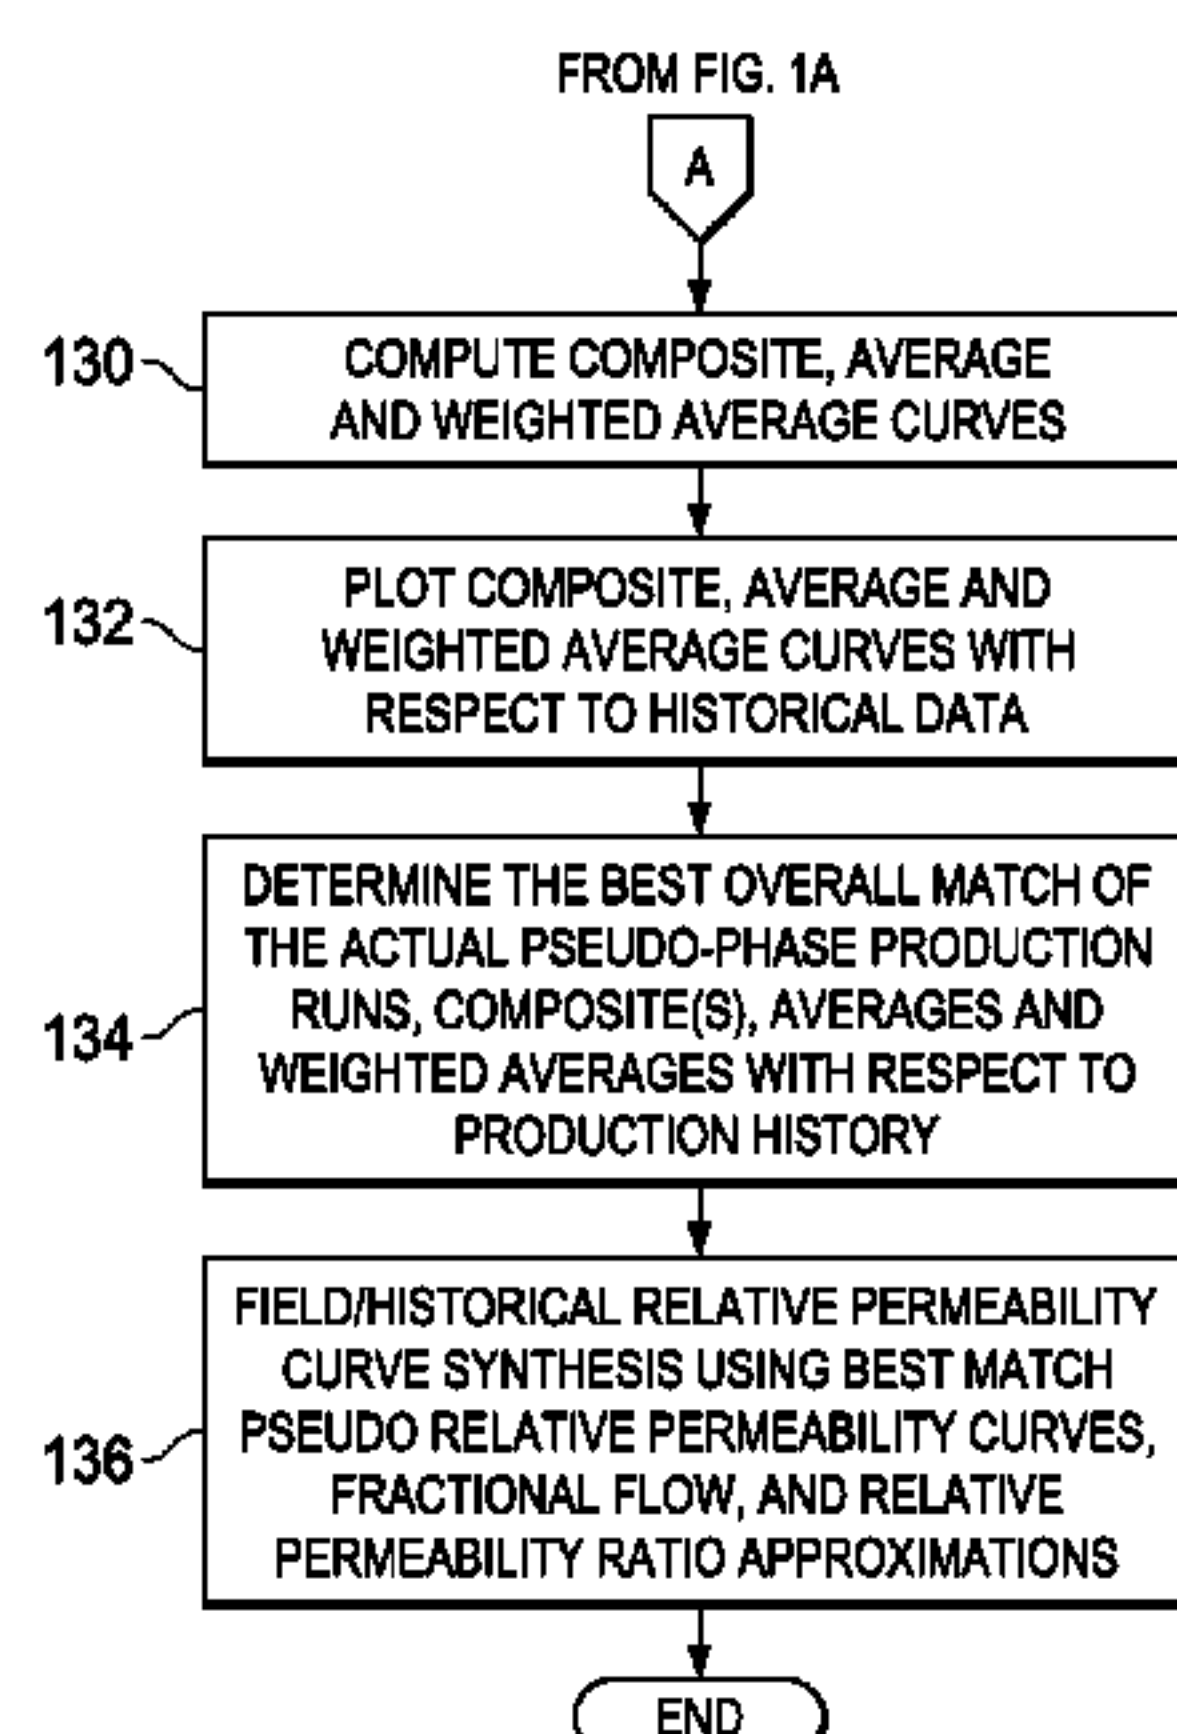 FROM FIG. 1A
A
130
COMPUTE COMPOSITE, AVERAGE
AND WEIGHTED AVERAGE CURVES
132
PLOT COMPOSITE, AVERAGE AND
WEIGHTED AVERAGE CURVES WITH
RESPECT TO HISTORICAL DATA
134
DETERMINE THE BEST OVERALL MATCH OF
THE ACTUAL PSEUDO-PHASE PRODUCTION
RUNS, COMPOSITE(S), AVERAGES AND
WEIGHTED AVERAGES WITH RESPECT TO
PRODUCTION HISTORY
136
FIELD/HISTORICAL RELATIVE PERMEABILITY
CURVE SYNTHESIS USING BEST MATCH
PSEUDO RELATIVE PERMEABILITY CURVES,
FRACTIONAL FLOW, AND RELATIVE
PERMEABILITY RATIO APPROXIMATIONS
END